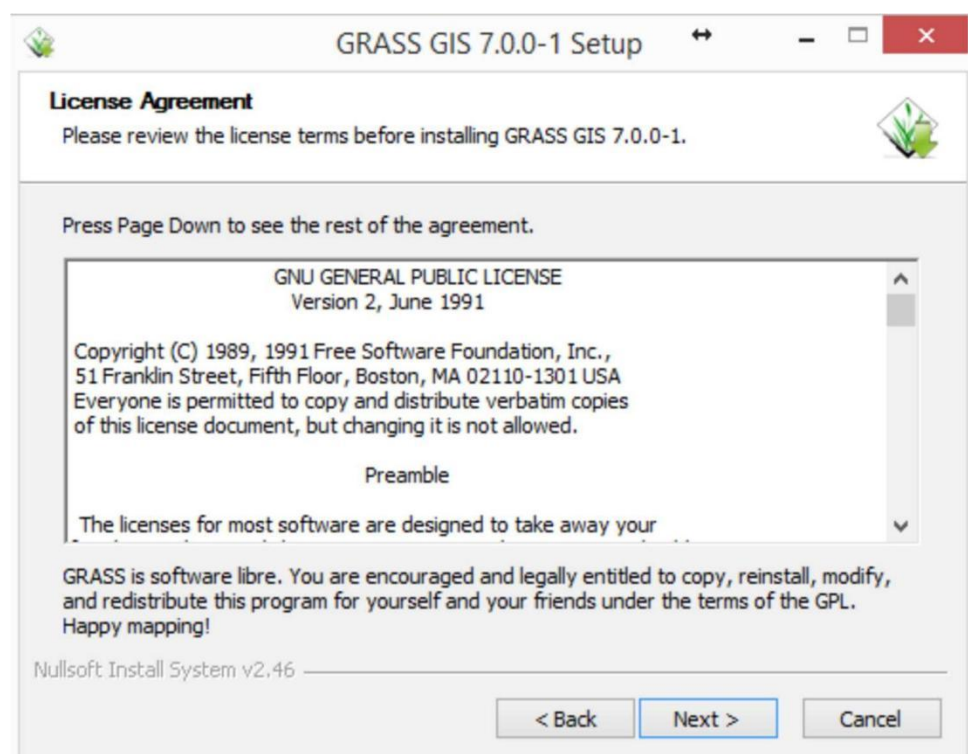 GRASS GIS 7.0.0-1 Setup
License Agreement
Please review the license terms before installing GRASS GIS 7.0.0-1.
Press Page Down to see the rest of the agreement.
GNU GENERAL PUBLIC LICENSE
Version 2, June 1991
Copyright (C) 1989, 1991 Free Software Foundation, Inc.,
51 Franklin Street, Fifth Floor, Boston, MA 02110-1301 USA
Everyone is permitted to copy and distribute verbatim copies
of this license document, but changing it is not allowed.
Preamble
The licenses for most software are designed to take away your
GRASS is software libre. You are encouraged and legally entitled to copy, reinstall, modify,
and redistribute this program for yourself and your friends under the terms of the GPL.
Happy mapping!
Nullsoft Install System v2.46
< Back
Next >
Cancel